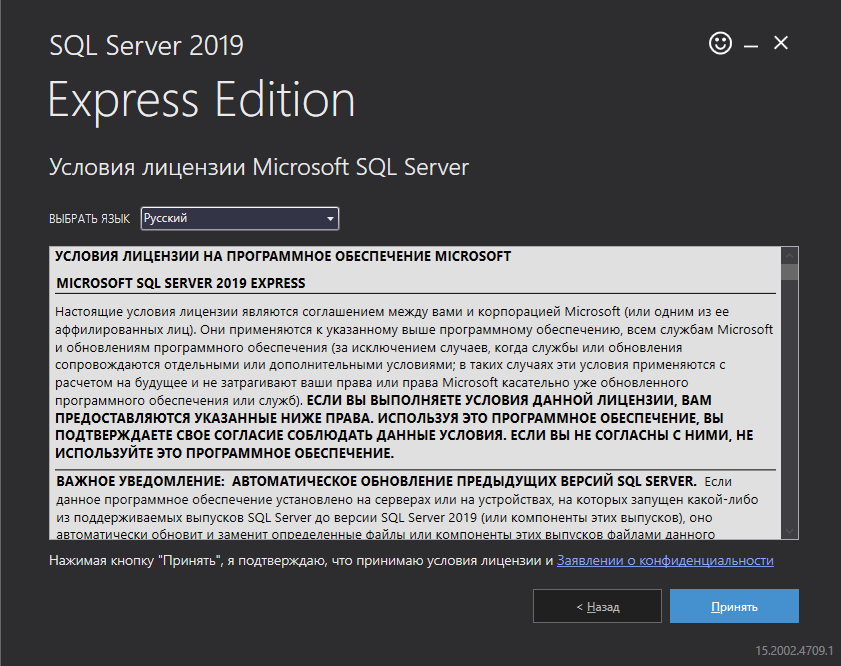 SQL Server 2019
Express Edition
Условия лицензии Microsoft SQL Server
ВЫБРАТЬ ЯЗЫК Русский
УСЛОВИЯ ЛИЦЕНЗИИ НА ПРОГРАММНОЕ ОБЕСПЕЧЕНИЕ MICROSOFT
MICROSOFT SQL SERVER 2019 EXPRESS
Настоящие условия лицензии являются соглашением между вами и корпорацией Microsoft (или одним из ее
аффилированных лиц). Они применяются к указанному выше программному обеспечению, всем службам Microsoft
и обновлениям программного обеспечения (за исключением случаев, когда службы или обновления
сопровождаются отдельными или дополнительными условиями; в таких случаях эти условия применяются с
расчетом на будущее и не затрагивают ваши права или права Microsoft касательно уже обновленного
программного обеспечения или служб). ЕСЛИ ВЫ ВЫПОЛНЯЕТЕ УСЛОВИЯ ДАННОЙ ЛИЦЕНЗИИ, ВАМ
ПРЕДОСТАВЛЯЮТСЯ УКАЗАННЫЕ НИЖЕ ПРАВА. ИСПОЛЬЗУЯ ЭТО ПРОГРАММНОЕ ОБЕСПЕЧЕНИЕ, ВЫ
ПОДТВЕРЖДАЕТЕ СВОЕ СОГЛАСИЕ СОБЛЮДАТЬ ДАННЫЕ УСЛОВИЯ. ЕСЛИ ВЫ НЕ СОГЛАСНЫ С НИМИ, НЕ
ИСПОЛЬЗУЙТЕ ЭТО ПРОГРАММНОЕ ОБЕСПЕЧЕНИЕ.
ВАЖНОЕ УВЕДОМЛЕНИЕ: АВТОМАТИЧЕСКОЕ ОБНОВЛЕНИЕ ПРЕДЫДУЩИХ ВЕРСИЙ SQL SERVER. Если
данное программное обеспечение установлено на серверах или на устройствах, на которых запущен какой-либо
из поддерживаемых выпусков SQL Server до версии SQL Server 2019 (или компоненты этих выпусков), оно
автоматически обновит и заменит определенные файлы или компоненты этих выпусков файлами данного
Нажимая кнопку "Принять", я подтверждаю, что принимаю условия лицензии и Заявлении о конфиденциальности
< Назад Принять
15.2002.4709.1